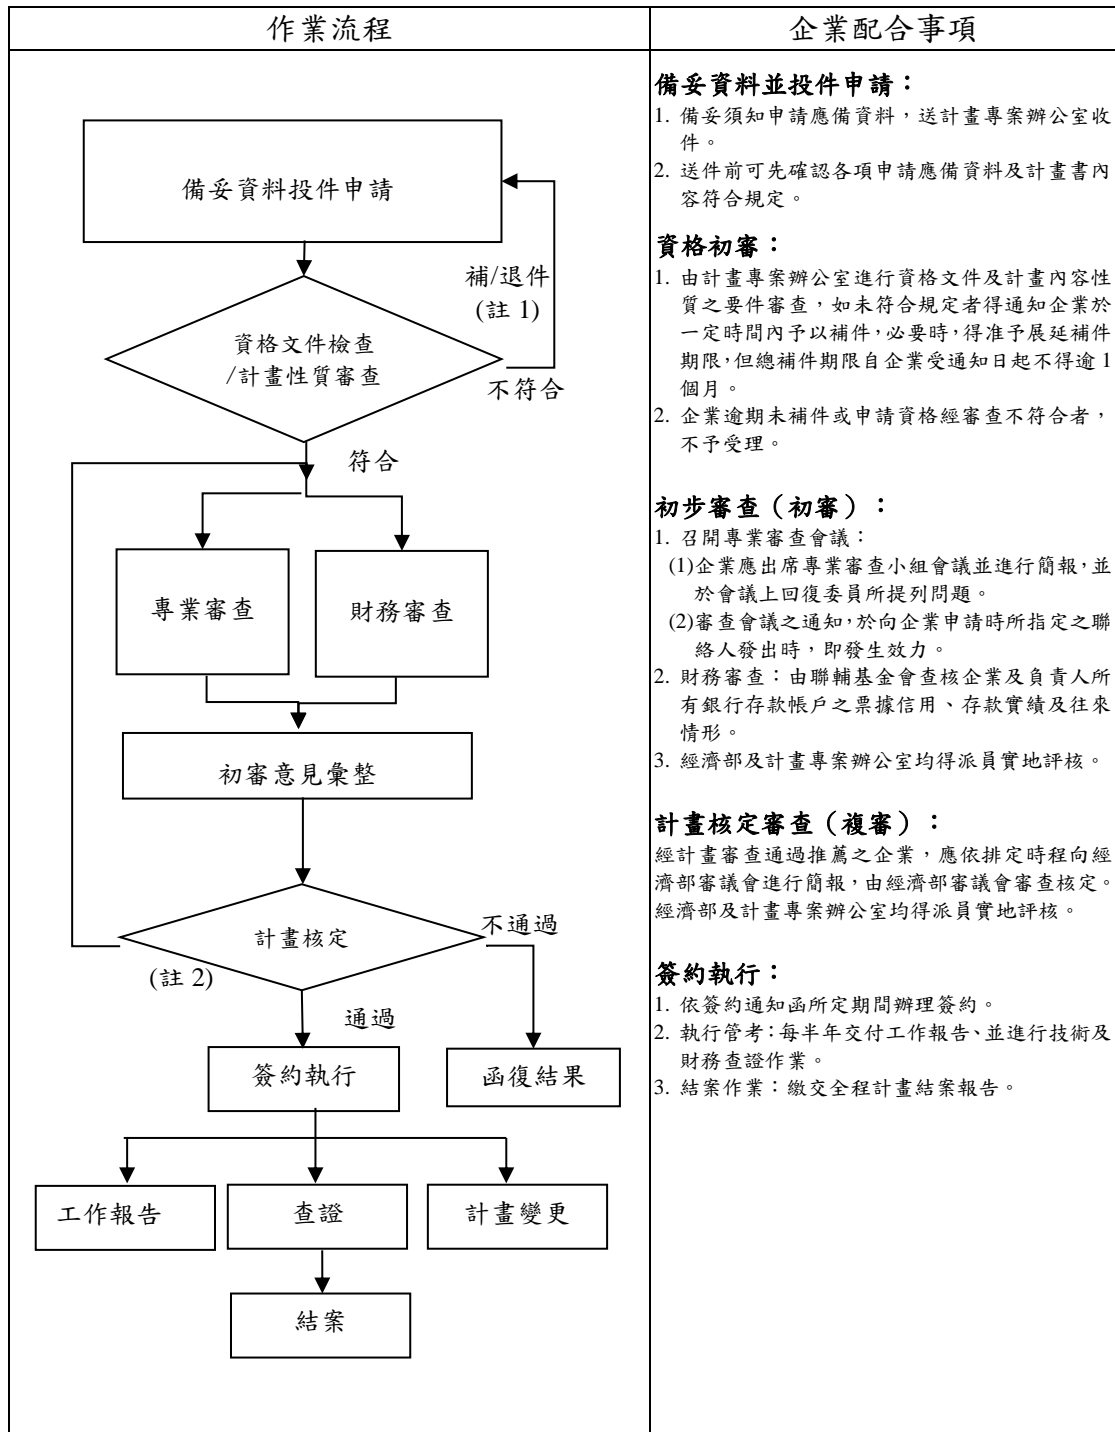 作業流程
企業配合事項
備妥資料投件申請
補/退件
(註 1)
資格文件檢查
/計畫性質審查
不符合
符合
專業審查
財務審查
初審意見彙整
計畫核定
不通過
(註 2)
通過
簽約執行
函復結果
工作報告
查證
計畫變更
結案
備妥資料並投件申請：
1. 備妥須知申請應備資料，送計畫專案辦公室收
件。
2. 送件前可先確認各項申請應備資料及計畫書內
容符合規定。
資格初審：
1. 由計畫專案辦公室進行資格文件及計畫內容性
質之要件審查，如未符合規定者得通知企業於
一定時間內予以補件，必要時，得准予展延補件
期限，但總補件期限自企業受通知日起不得逾 1
個月。
2. 企業逾期未補件或申請資格經審查不符合者，
不予受理。
初步審查（初審）：
1. 召開專業審查會議：
(1)企業應出席專業審查小組會議並進行簡報，並
於會議上回復委員所提列問題。
(2)審查會議之通知，於向企業申請時所指定之聯
絡人發出時，即發生效力。
2. 財務審查：由聯輔基金會查核企業及負責人所
有銀行存款帳戶之票據信用、存款實績及往來
情形。
3. 經濟部及計畫專案辦公室均得派員實地評核。
計畫核定審查（複審）：
經計畫審查通過推薦之企業，應依排定時程向經
濟部審議會進行簡報，由經濟部審議會審查核定。
經濟部及計畫專案辦公室均得派員實地評核。
簽約執行：
1. 依簽約通知函所定期間辦理簽約。
2. 執行管考：每半年交付工作報告、並進行技術及
財務查證作業。
3. 結案作業：繳交全程計畫結案報告。